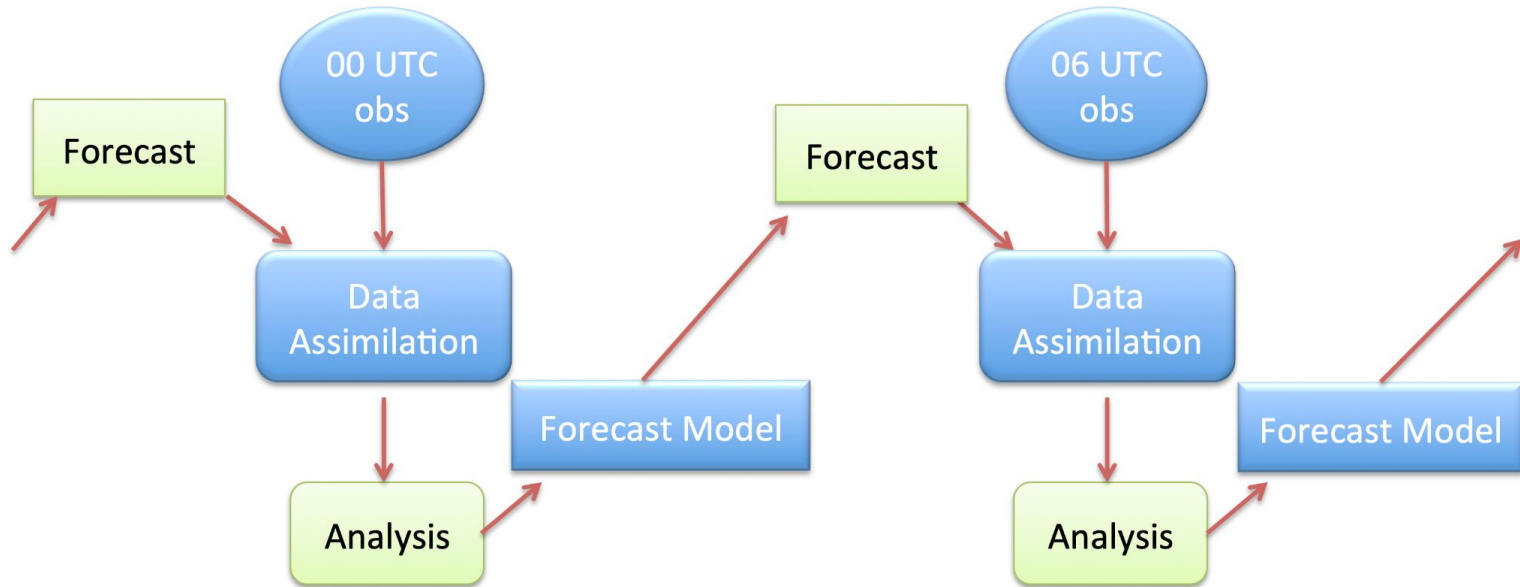 00 UTC
obs
Forecast
Data
Assimilation
Forecast Model
Analysis
06 UTC
obs
Forecast
Data
Assimilation
Forecast Model
Analysis